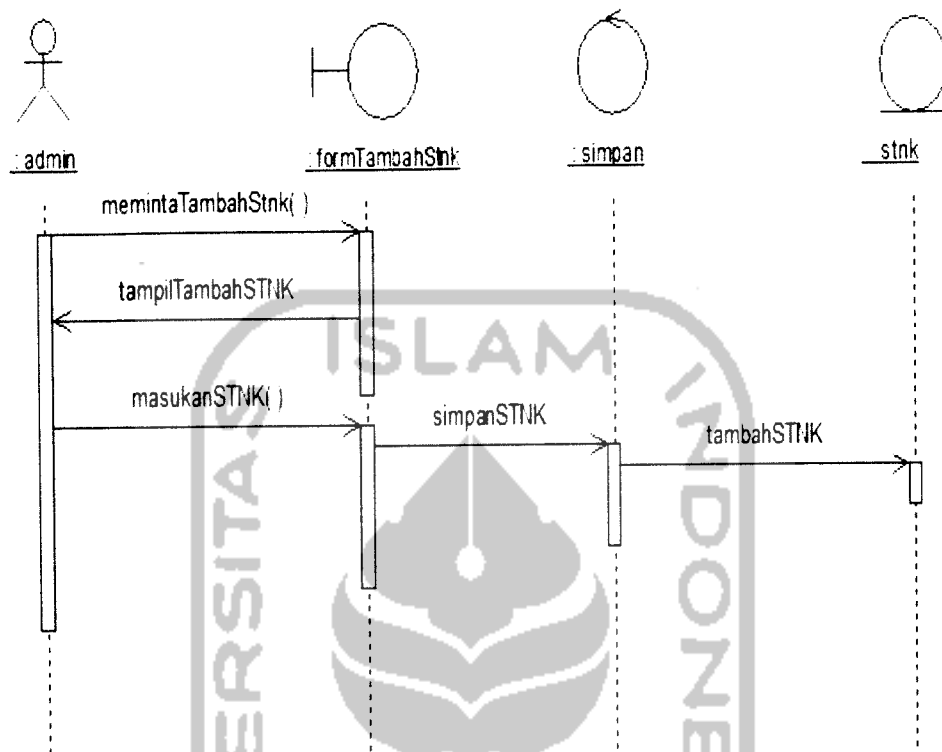 : admin
: formTambahStnk
: simpan
stnk
memintaTambahStnk( )
tampilTambahSTNK
masukanSTNK( )
simpanSTNK
tambahSTNK
ISLAM